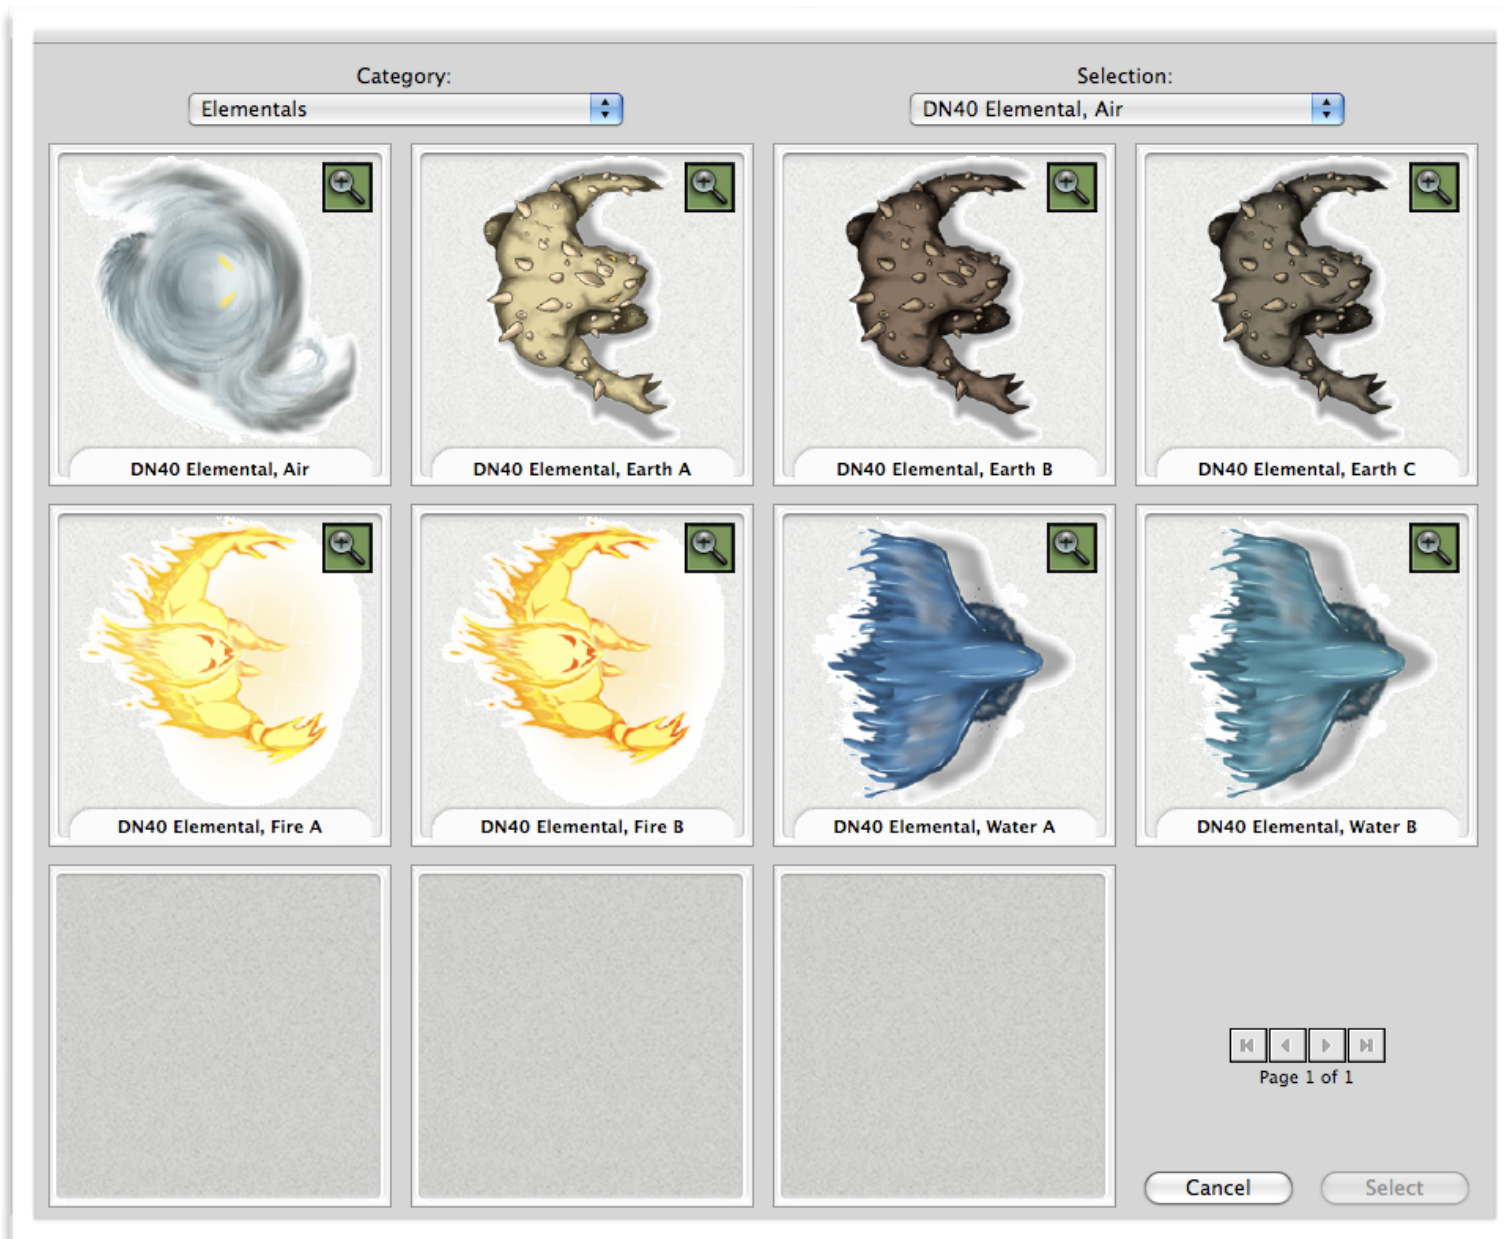 Category:
Selection:
Elementals
DN40 Elemental, Air
DN40 Elemental, Air
DN40 Elemental, Earth A
DN40 Elemental, Earth B
DN40 Elemental, Earth C
DN40 Elemental, Fire A
DN40 Elemental, Fire B
DN40 Elemental, Water A
DN40 Elemental, Water B
Page 1 of 1
Cancel
Select